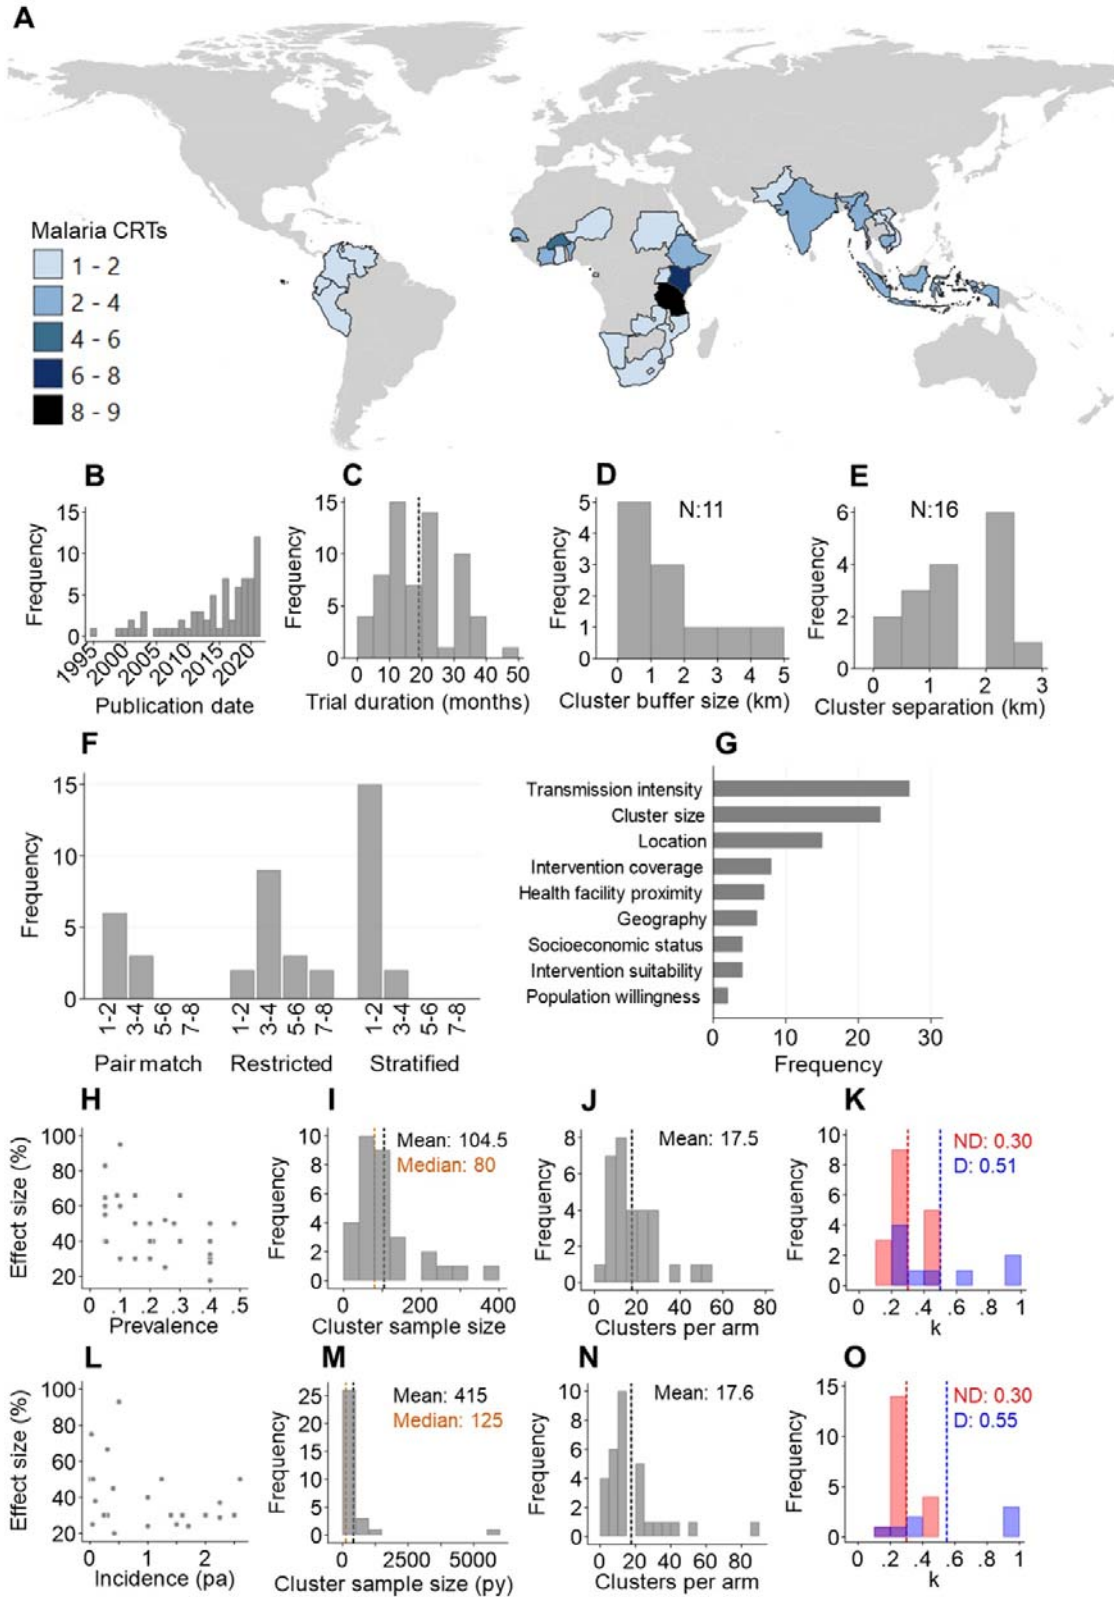 A
Malaria CRTs
1 - 2
2 - 4
4 - 6
6 - 8
8 - 9
B
Frequency
15
10
5
0
1995
2000
2005
2010
2015
2020
Publication date
C
Frequency
15
10
5
0
0 10 20 30 40 50
Trial duration (months)
D
N:11
Frequency
5
4
3
2
1
0
0 1 2 3 4 5
Cluster buffer size (km)
E
N:16
Frequency
6
4
2
0
0 1 2 3
Cluster separation (km)
F
Frequency
15
10
5
0
1-2 3-4 5-6 7-8 1-2 3-4 5-6 7-8 1-2 3-4 5-6 7-8
Pair match Restricted Stratified
G
Transmission intensity
Cluster size
Location
Intervention coverage
Health facility proximity
Geography
Socioeconomic status
Intervention suitability
Population willingness
0 10 20 30
Frequency
H
Effect size (%)
100
80
60
40
20
0 .1 .2 .3 .4 .5
Prevalence
I
Mean: 104.5
Median: 80
Frequency
10
8
6
4
2
0
0 200 400
Cluster sample size
J
Mean: 17.5
Frequency
8
6
4
2
0
0 20 40 60 80
Clusters per arm
K
ND: 0.30
D: 0.51
Frequency
10
8
6
4
2
0
0 .2 .4 .6 .8 1
k
L
Effect size (%)
100
80
60
40
20
0 1 2
Incidence (pa)
M
Mean: 415
Median: 125
Frequency
25
20
15
10
5
0
0 2500 5000
Cluster sample size (py)
N
Mean: 17.6
Frequency
10
8
6
4
2
0
0 20 40 60 80
Clusters per arm
O
ND: 0.30
D: 0.55
Frequency
15
10
5
0
0 .2 .4 .6 .8 1
k